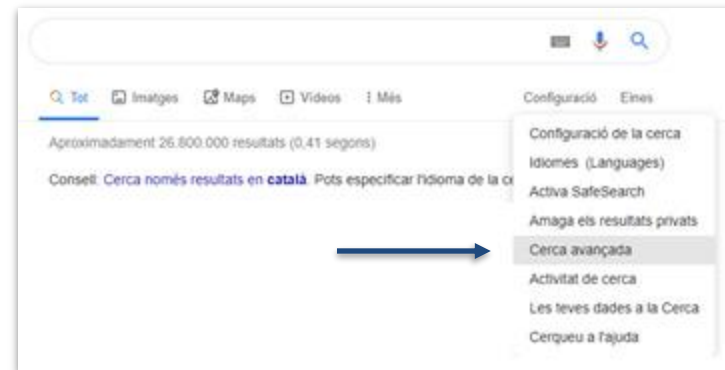 Tot Imatges Maps Vídeos Més Configuració Eines
Aproximadament 26.800.000 resultats (0,41 segons)
Consell: Cerca només resultats en català. Pots especificar l'idioma de la ce
Configuració de la cerca
Idiomes (Languages)
Activa SafeSearch
Amaga els resultats privats
Cerca avançada
Activitat de cerca
Les teves dades a la Cerca
Cerqueu a l'ajuda